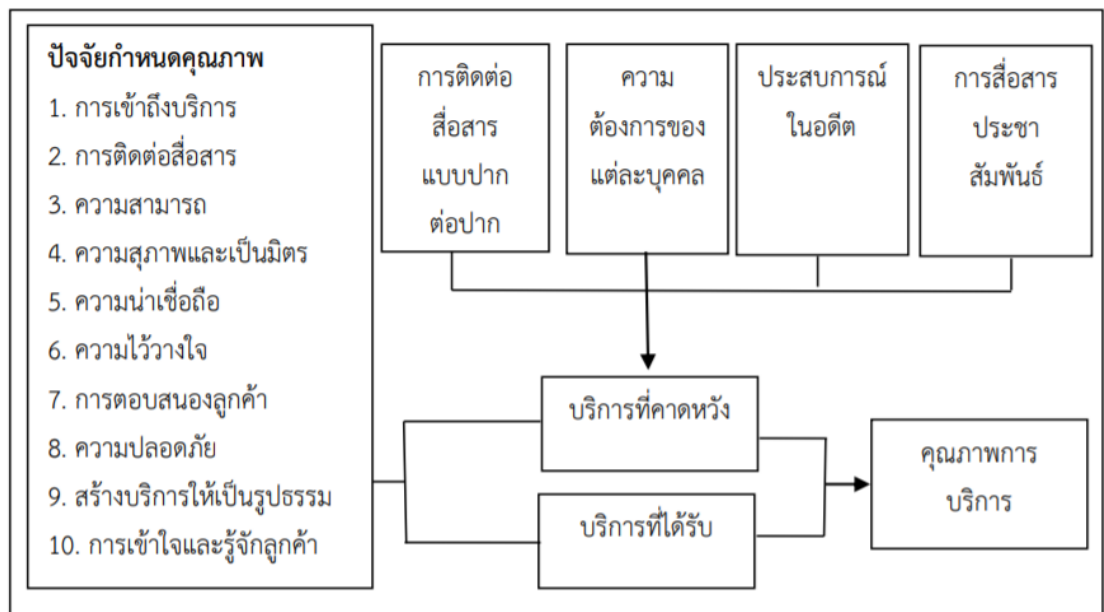 ปัจจัยกำหนดคุณภาพ
1. การเข้าถึงบริการ
2. การติดต่อสื่อสาร
3. ความสามารถ
4. ความสุภาพและเป็นมิตร
5. ความน่าเชื่อถือ
6. ความไว้วางใจ
7. การตอบสนองลูกค้า
8. ความปลอดภัย
9. สร้างบริการให้เป็นรูปธรรม
10. การเข้าใจและรู้จักลูกค้า
การติดต่อ
สื่อสาร
แบบปาก
ต่อปาก
ความ
ต้องการของ
แต่ละบุคคล
ประสบการณ์
ในอดีต
การสื่อสาร
ประชา
สัมพันธ์
บริการที่คาดหวัง
บริการที่ได้รับ
คุณภาพการ
บริการ